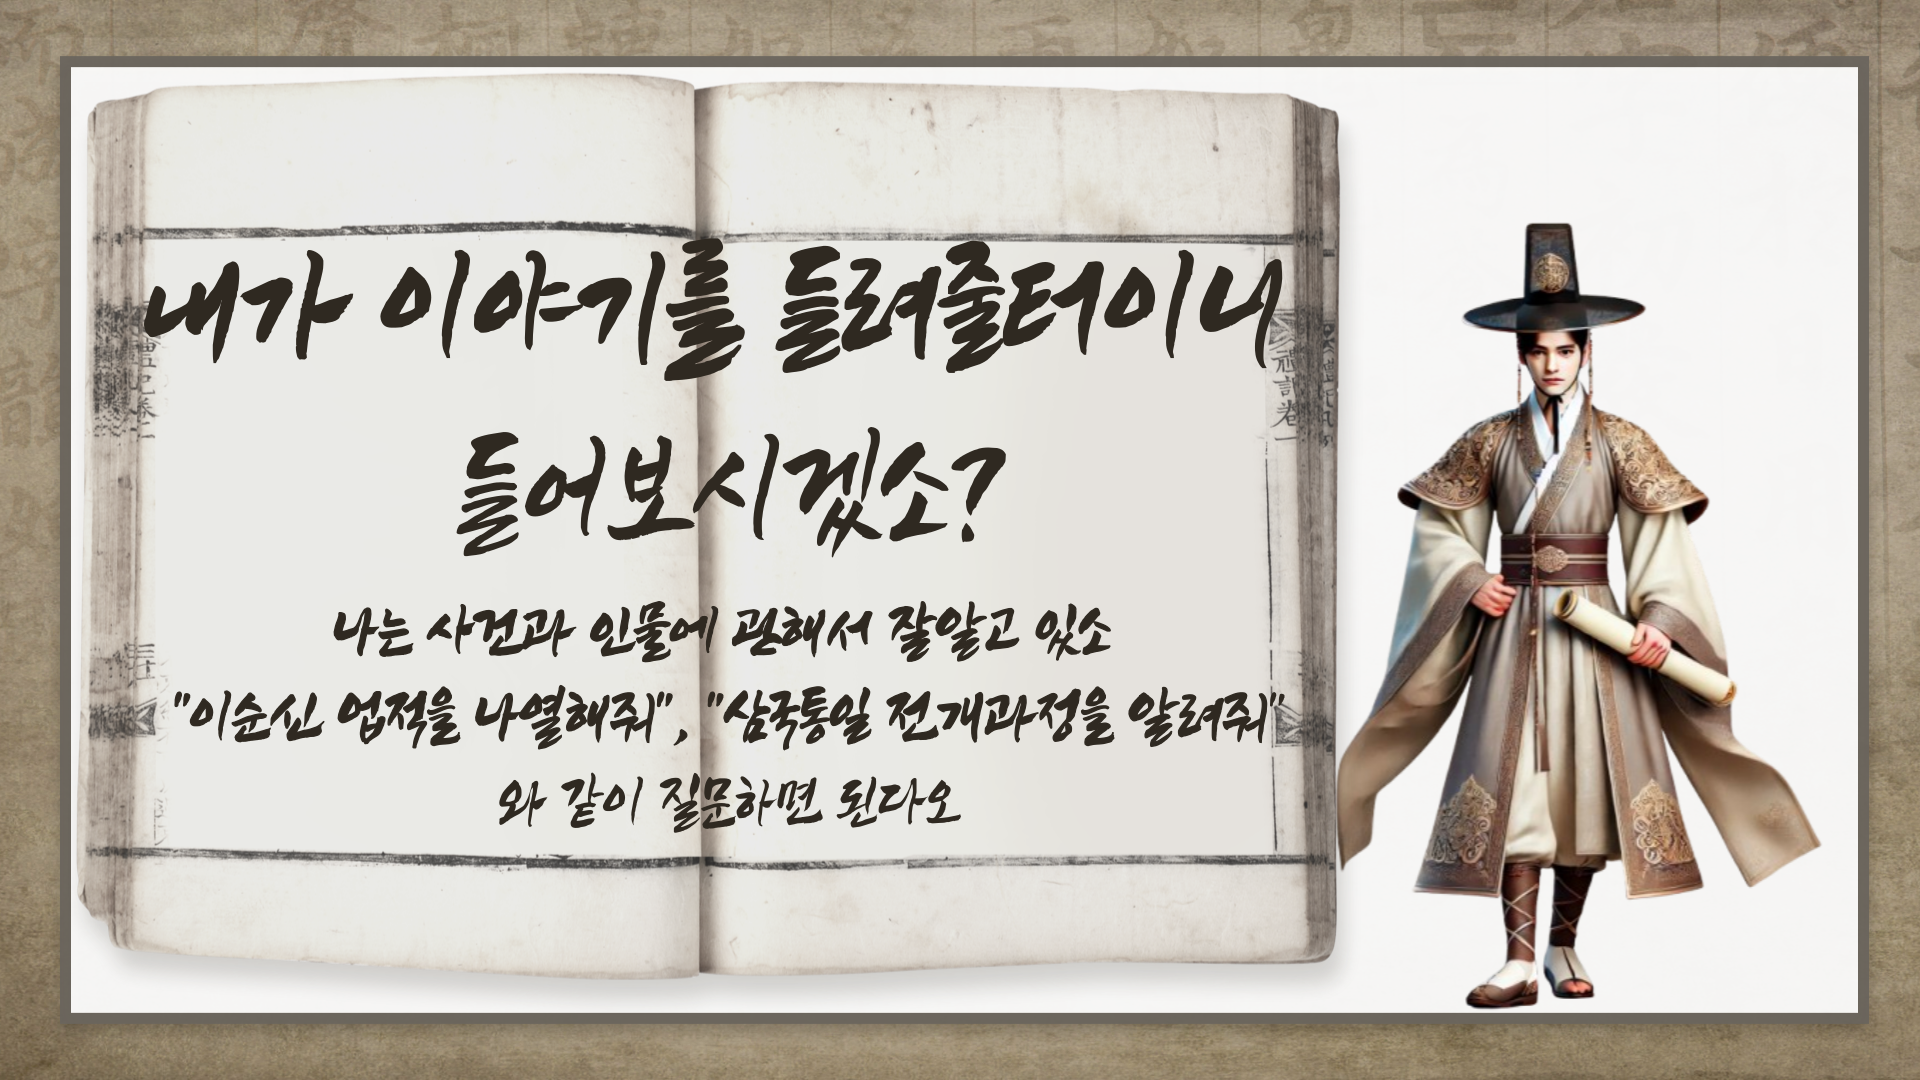 내가 이야기를 들려줄터이니
들어보시겠소?
나는 사건과 인물에 관해서 잘알고 있소
"이순신 업적을 나열해줘", "삼국통일 전개과정을 알려줘"
와 같이 질문하면 된다오